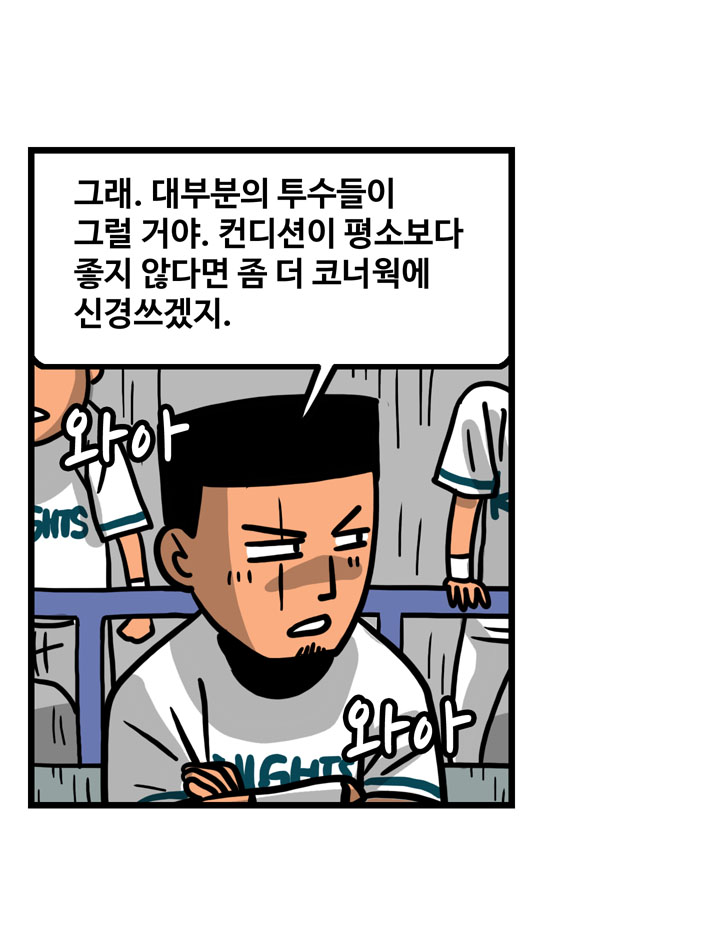 그래. 대부분의 투수들이
그럴 거야. 컨디션이 평소보다
좋지 않다면 좀 더 코너웍에
신경쓰겠지.
와아
GHTS
K
KNIGHTS
와아